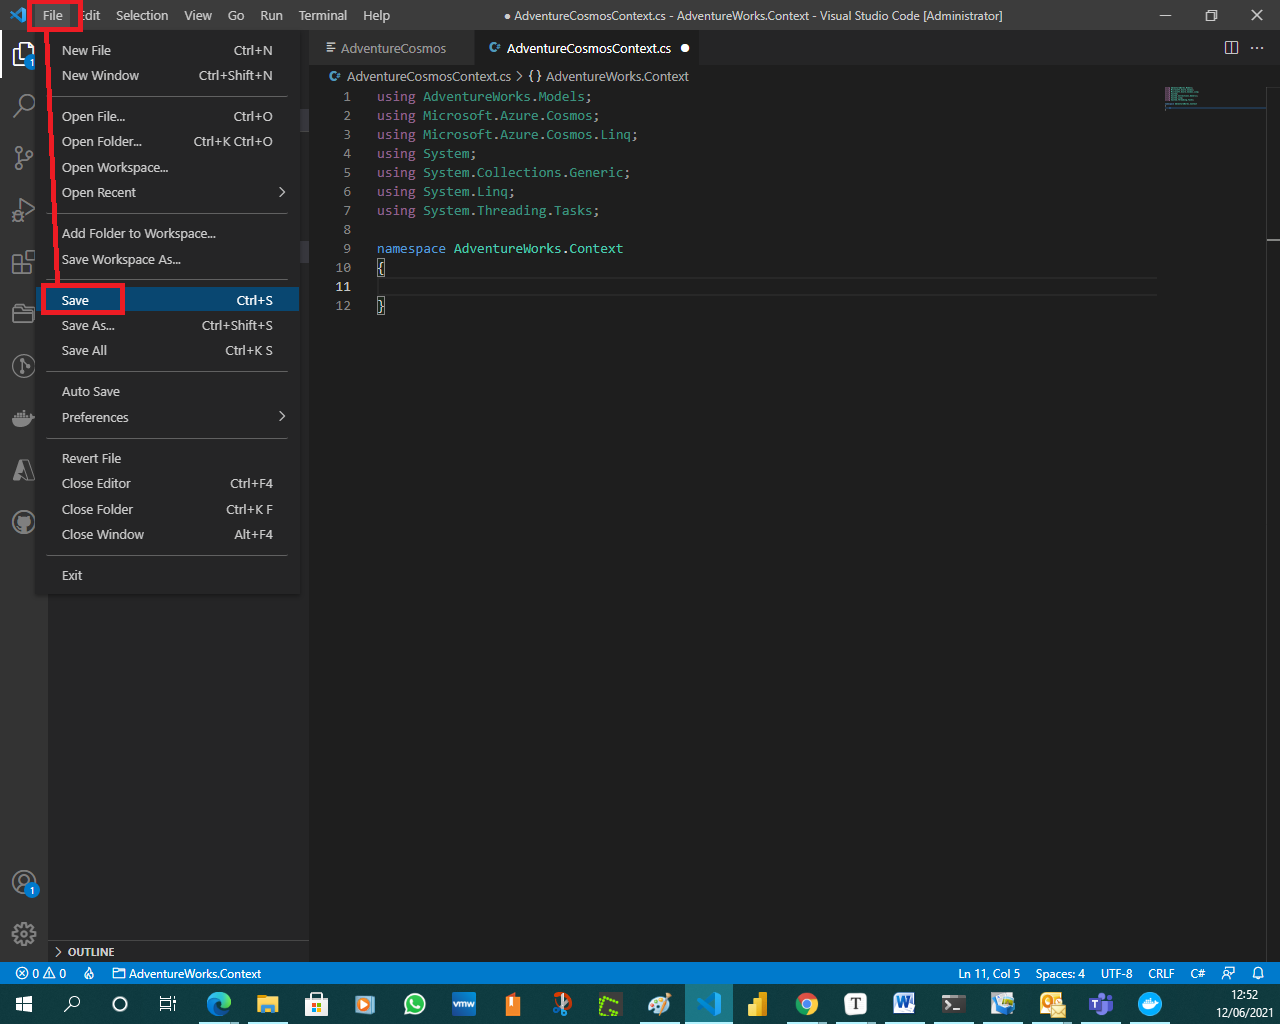 File Edit Selection View Go Run Terminal Help ● AdventureCosmosContext.cs - AdventureWorks.Context - Visual Studio Code [Administrator]
AdventureCosmos AdventureCosmosContext.cs ●
AdventureCosmosContext.cs > {} AdventureWorks.Context
New File Ctrl+N
New Window Ctrl+Shift+N
Open File... Ctrl+O
Open Folder... Ctrl+K Ctrl+O
Open Workspace...
Open Recent >
Add Folder to Workspace...
Save Workspace As...
Save Ctrl+S
Save As... Ctrl+Shift+S
Save All Ctrl+K S
Auto Save
Preferences >
Revert File
Close Editor Ctrl+F4
Close Folder Ctrl+K F
Close Window Alt+F4
Exit
1 using AdventureWorks.Models;
2 using Microsoft.Azure.Cosmos;
3 using Microsoft.Azure.Cosmos.Linq;
4 using System;
5 using System.Collections.Generic;
6 using System.Linq;
7 using System.Threading.Tasks;
8
9 namespace AdventureWorks.Context
10 {
11
12 }
1
1
> OUTLINE
0 0 AdventureWorks.Context Ln 11, Col 5 Spaces: 4 UTF-8 CRLF C#
vmw T W
12:52
12/06/2021